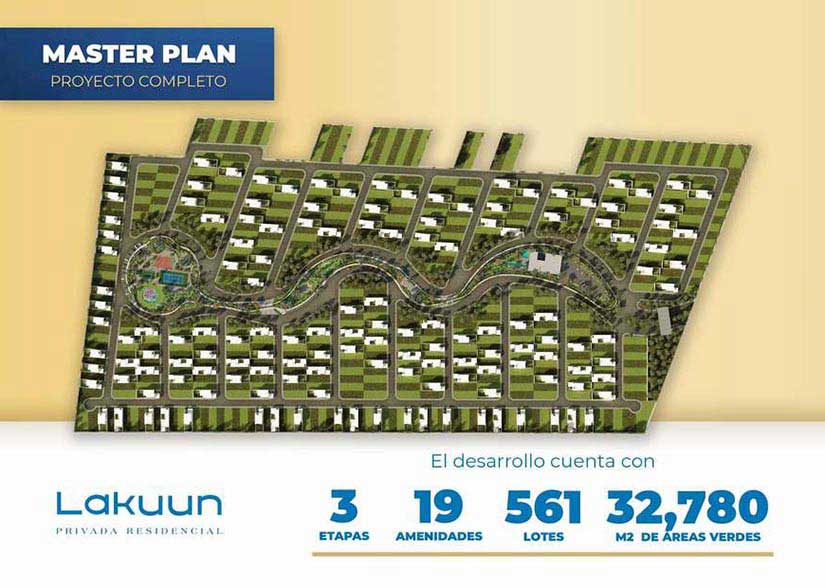 MASTER PLAN
PROYECTO COMPLETO
El desarrollo cuenta con
Lakuun
PRIVADA RESIDENCIAL
3
ETAPAS
19
AMENIDADES
561
LOTES
32,780
M2 DE ÁREAS VERDES